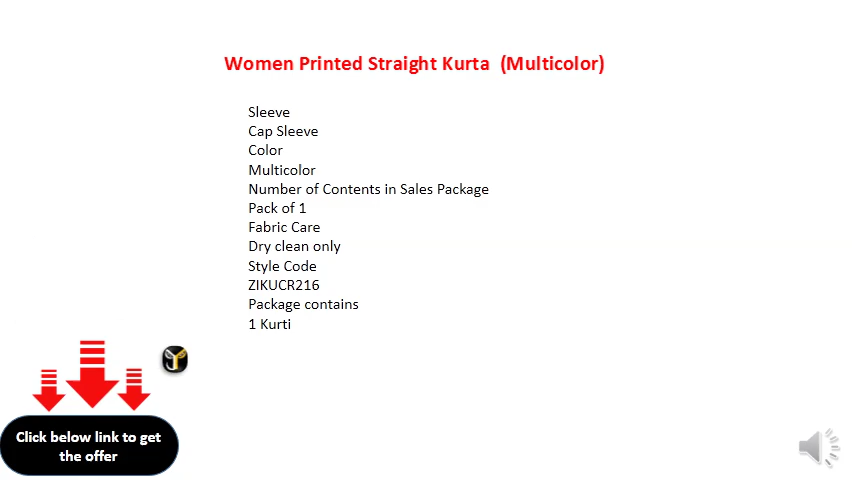 Women Printed Straight Kurta  (Multicolor)
Sleeve
Cap Sleeve
Color
Multicolor
Number of Contents in Sales Package
Pack of 1
Fabric Care
Dry clean only
Style Code
ZIKUCR216
Package contains
1 Kurti
Click below link to get
the offer